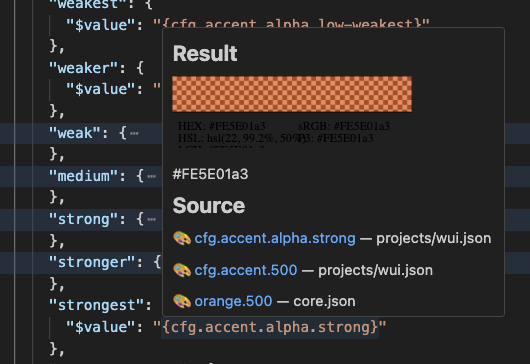 "weakest": {
"$value": "{cfg.accent.alpha.low-weakest}"
},
"weaker": {
"$value": "
},
"weak": {…
},
"medium": {…
},
"strong": {…
},
"stronger": {
"strongest":
"$value": "{cfg.accent.alpha.strong}"
},
Result
HEX: #FE5E01a3 sRGB: #FE5E01a3
HSL: hsl(22, 99.2%, 50%) P3: #FE5E01a3
#FE5E01a3
Source
🎨 cfg.accent.alpha.strong — projects/wui.json
🎨 cfg.accent.500 — projects/wui.json
🎨 orange.500 — core.json